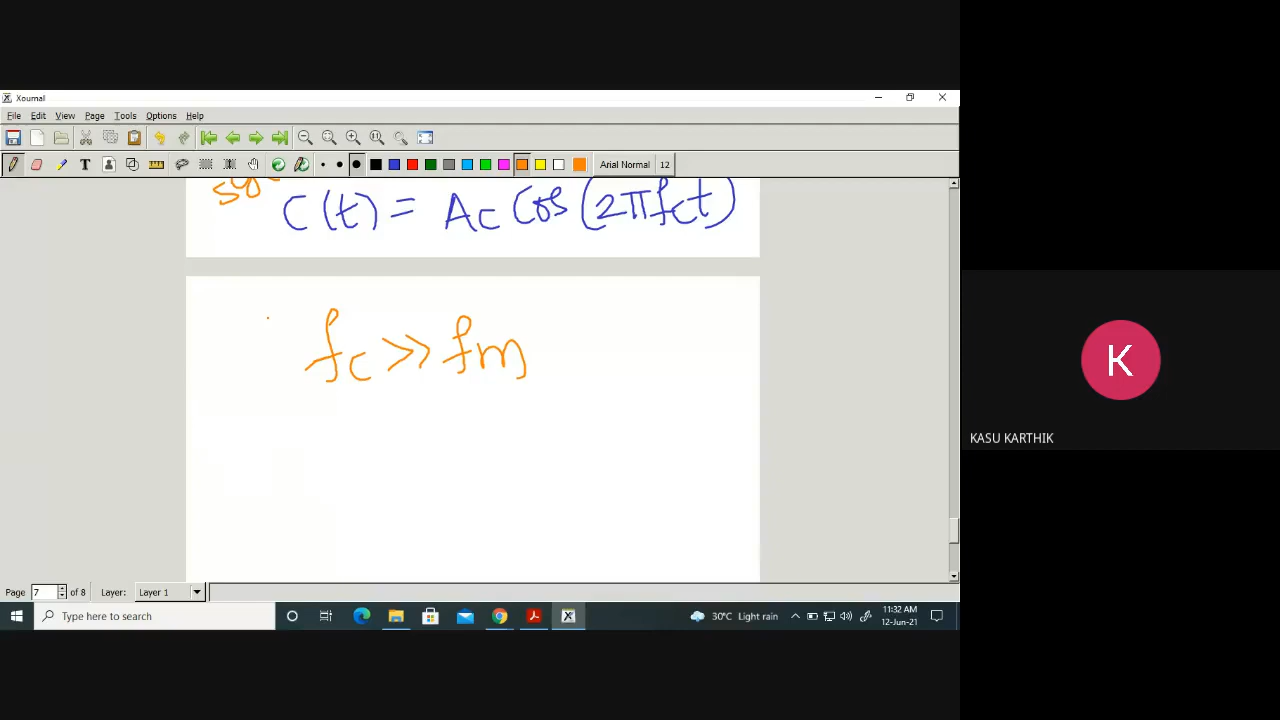 Xournal
File Edit View Page Tools Options Help
Arial Normal 12
C(t) = Ac Cos (2πfct)
fc >> fm
K
KASU KARTHIK
Page 7 of 8 Layer: Layer 1
Type here to search
30°C Light rain
11:32 AM
12-Jun-21